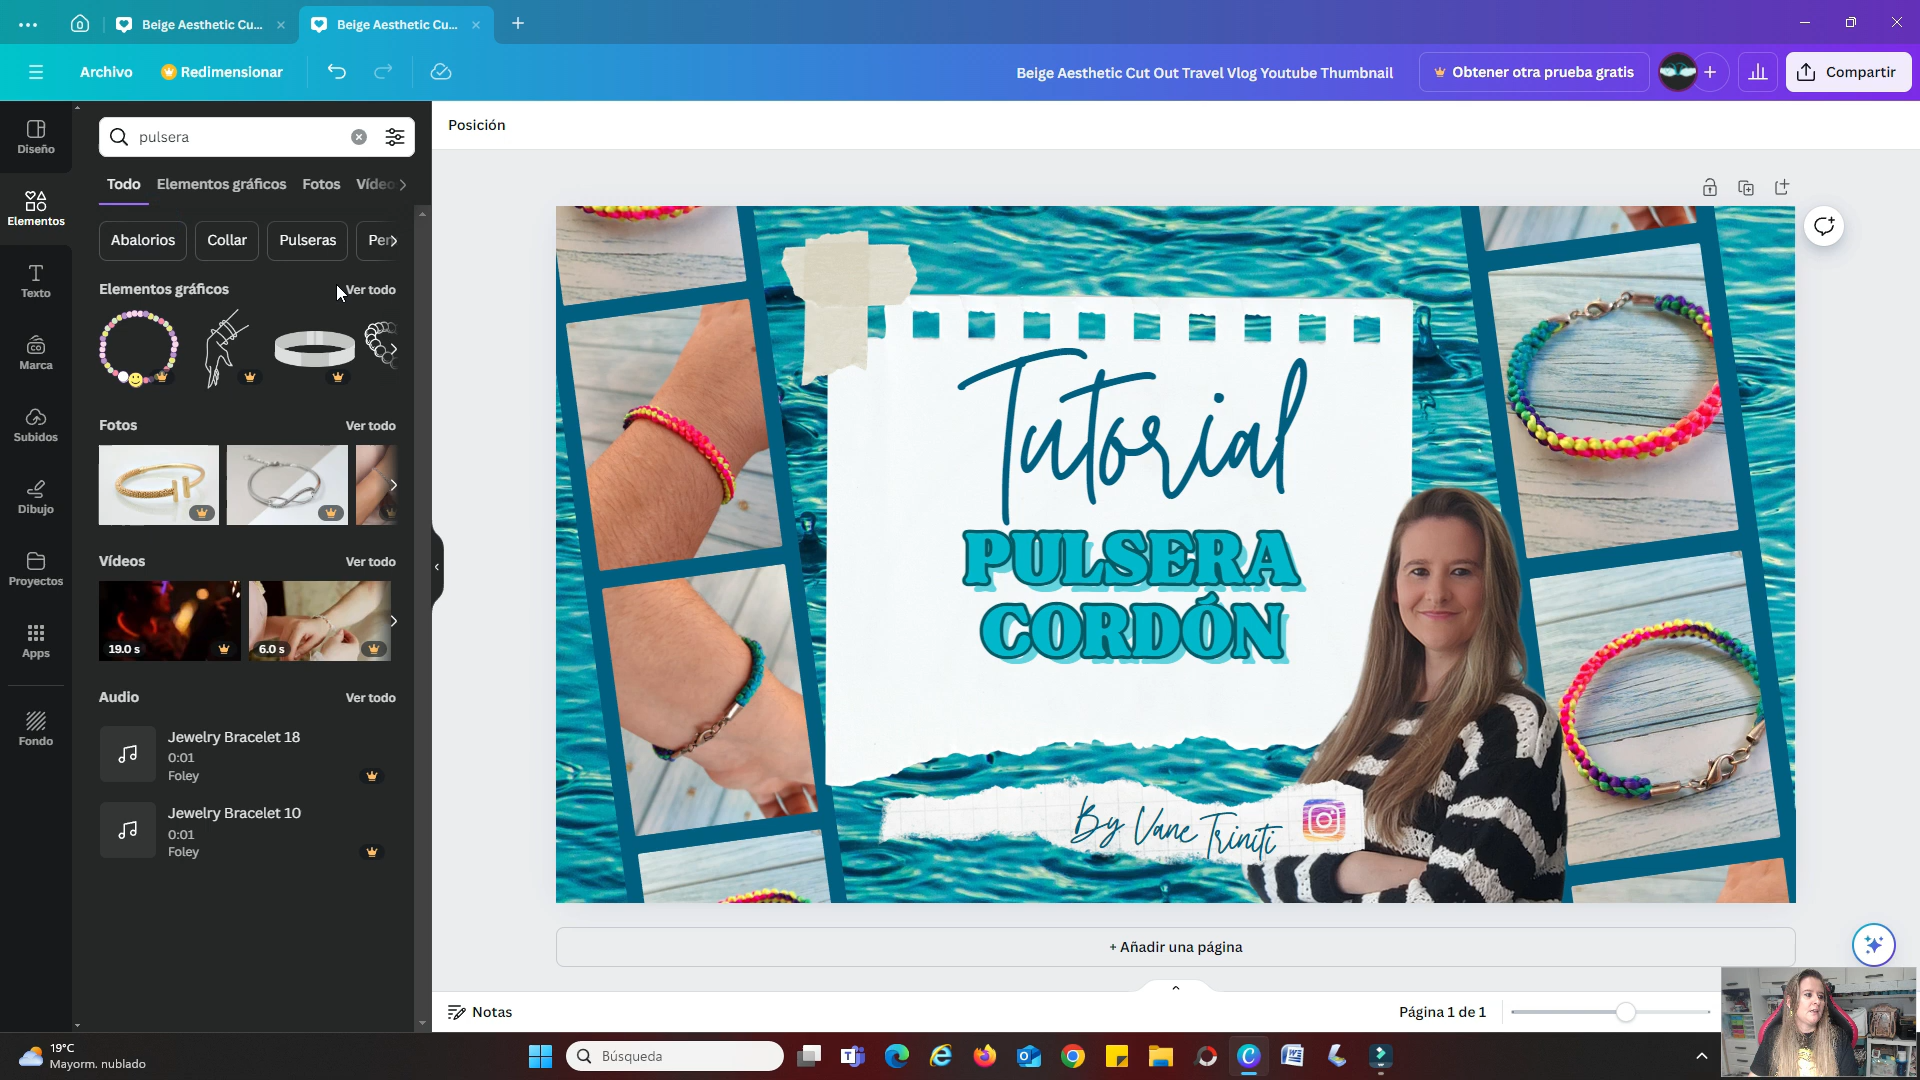 Beige Aesthetic Cu...
Beige Aesthetic Cu...
Archivo
Redimensionar
Beige Aesthetic Cut Out Travel Vlog Youtube Thumbnail
Obtener otra prueba gratis
Compartir
Diseño
Elementos
Texto
Marca
Subidos
Dibujo
Proyectos
Apps
Fondo
pulsera
Todo
Elementos gráficos
Fotos
Vídeo
Abalorios
Collar
Pulseras
Per
Elementos gráficos
Ver todo
Fotos
Ver todo
Vídeos
Ver todo
19.0 s
6.0 s
Audio
Ver todo
Jewelry Bracelet 18
0:01
Foley
Jewelry Bracelet 10
0:01
Foley
Posición
Tutorial
PULSERA
CORDÓN
By Vane Triniti
+ Añadir una página
Notas
Página 1 de 1
19°C
Mayorm. nublado
Búsqueda